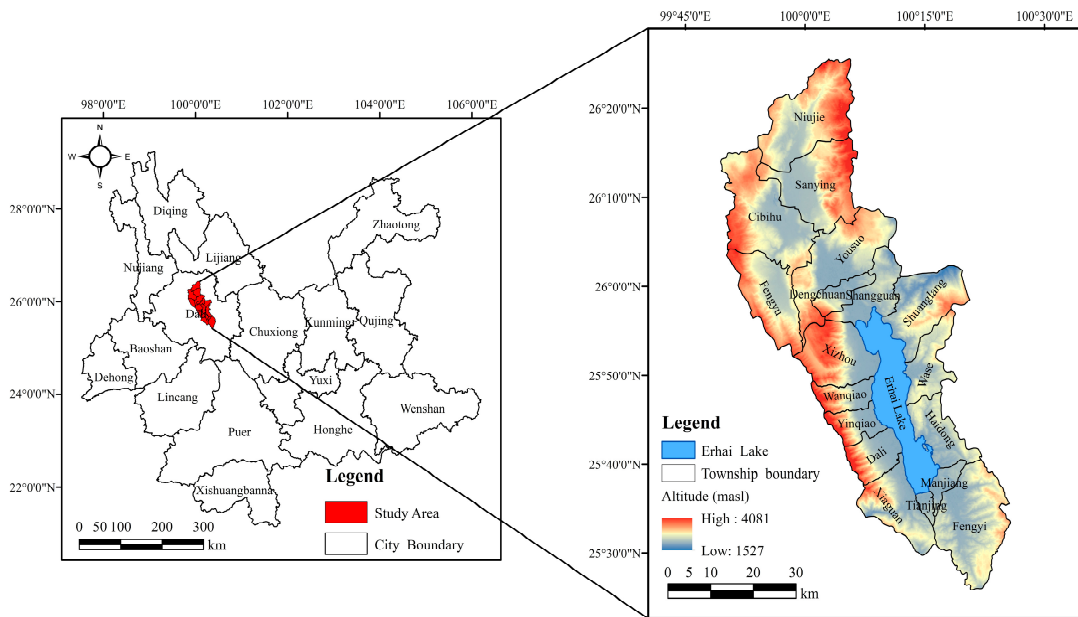 98°0'0"E
100°0'0"E
102°0'0"E
104°0'0"E
106°0'0"E
28°0'0"N
26°0'0"N
24°0'0"N
22°0'0"N
N
W
E
S
Diqing
Zhaotong
Nujiang
Lijiang
Dali
Chuxiong
Kunming
Qujing
Baoshan
Dehong
Yuxi
Lincang
Wenshan
Puer
Honghe
Xishuangbanna
Legend
Study Area
City Boundary
0 50 100 200 300
km
99°45'0"E
100°0'0"E
100°15'0"E
100°30'0"E
26°20'0"N
26°10'0"N
26°0'0"N
25°50'0"N
25°40'0"N
25°30'0"N
Niujie
Sanying
Cibihu
Yousuo
Fengyu
Dengchuan
Shangguan
Shuanglang
Xizhou
Wase
Wanqiao
Erhai Lake
Yinqiao
Haidong
Dali
Manjiang
Xiaguan
Tianjing
Fengyi
Legend
Erhai Lake
Township boundary
Altitude (masl)
High : 4081
Low: 1527
0 5 10 20 30
km